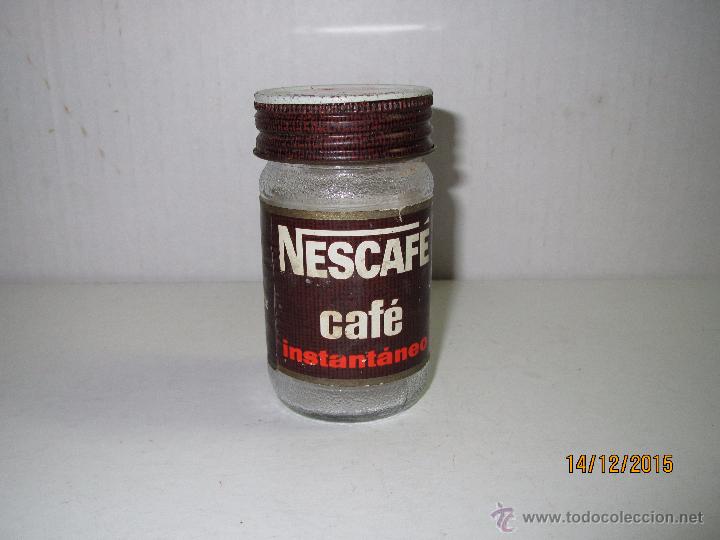 NESCAFÉ
café
instantáneo
14/12/2015
© www.todocoleccion.net